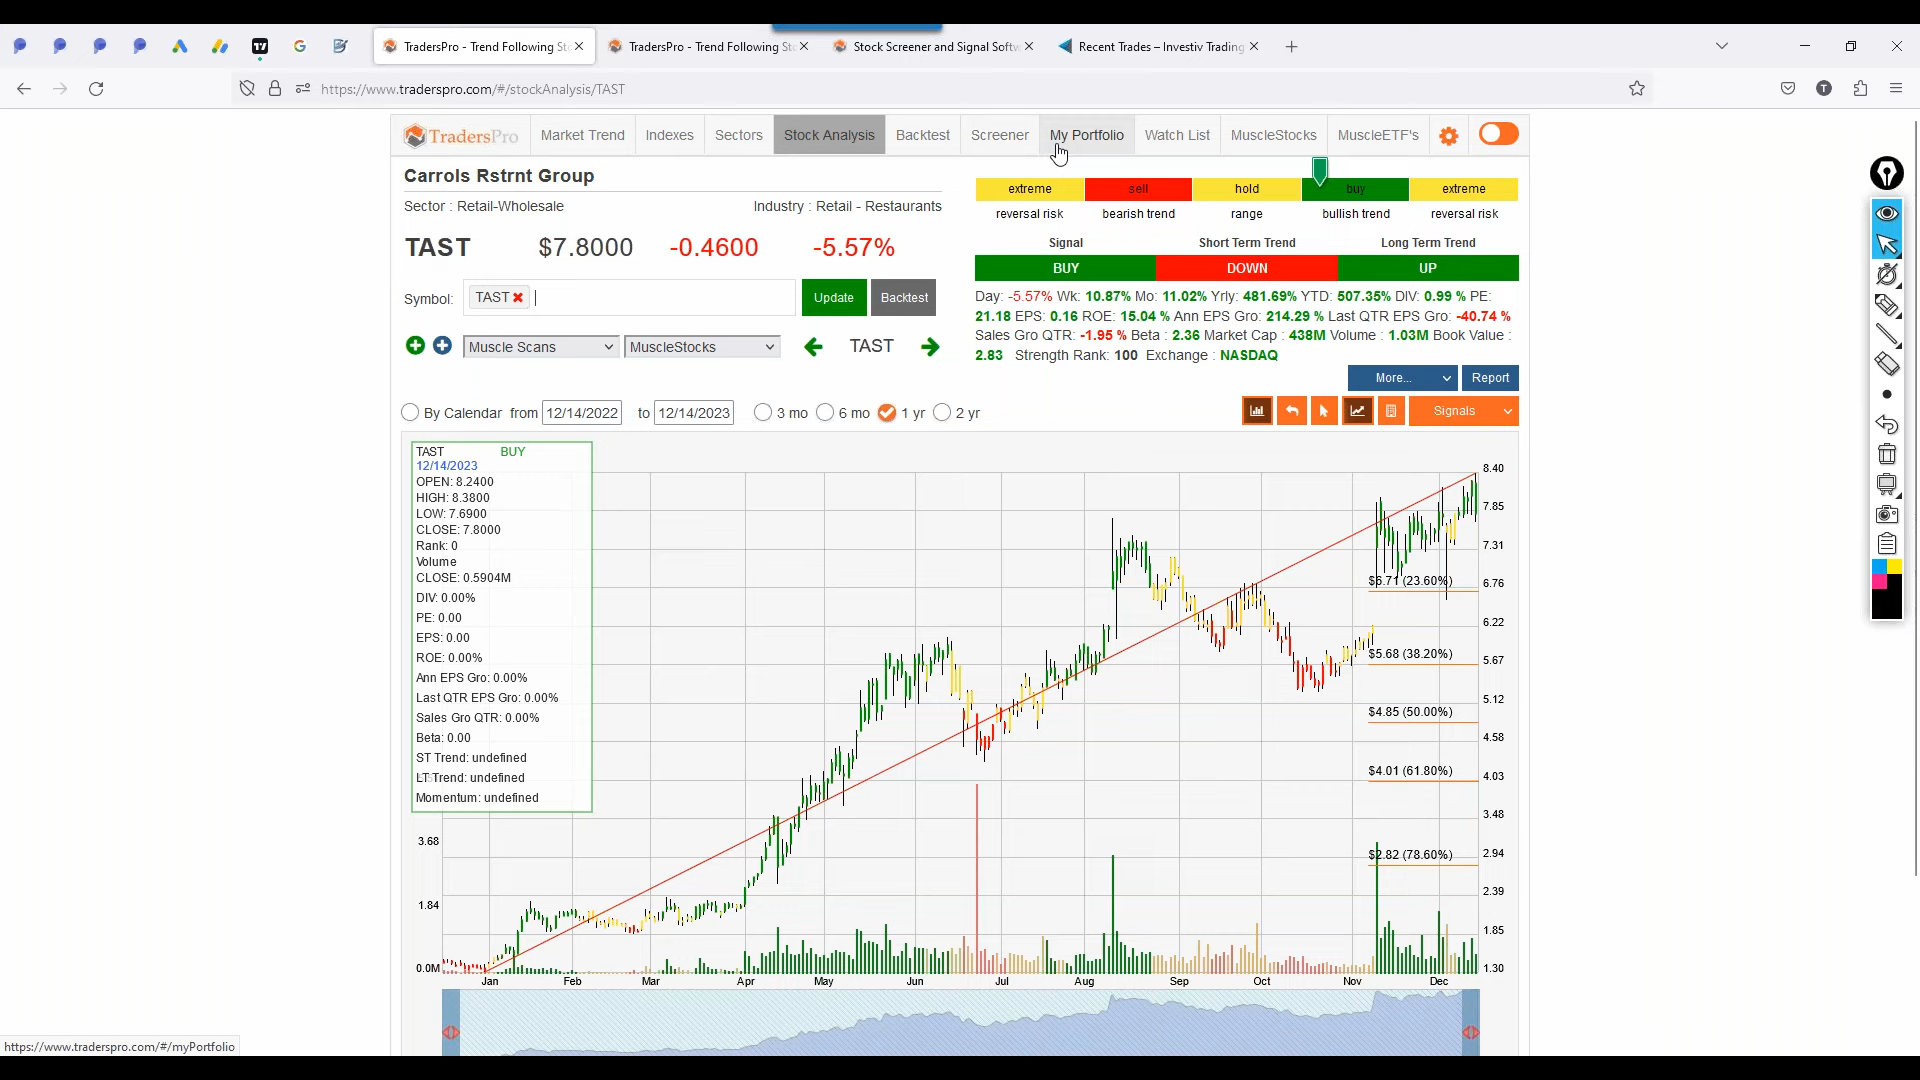 TradersPro - Trend Following St
TradersPro - Trend Following Sto
Stock Screener and Signal Softw
Recent Trades – Investiv Trading
https://www.traderspro.com/#/stockAnalysis/TAST
TradersPro
Market Trend
Indexes
Sectors
Stock Analysis
Backtest
Screener
My Portfolio
Watch List
MuscleStocks
MuscleETF's
Carrols Rstrnt Group
Sector : Retail-Wholesale
Industry : Retail - Restaurants
TAST $7.8000 -0.4600 -5.57%
Symbol: TAST
Update
Backtest
Muscle Scans
MuscleStocks
TAST
extreme sell hold buy extreme
reversal risk bearish trend range bullish trend reversal risk
Signal Short Term Trend Long Term Trend
BUY DOWN UP
Day: -5.57% Wk: 10.87% Mo: 11.02% Yrly: 481.69% YTD: 507.35% DIV: 0.99 % PE:
21.18 EPS: 0.16 ROE: 15.04 % Ann EPS Gro: 214.29 % Last QTR EPS Gro: -40.74 %
Sales Gro QTR: -1.95 % Beta : 2.36 Market Cap : 438M Volume : 1.03M Book Value :
2.83 Strength Rank: 100 Exchange : NASDAQ
More...
Report
By Calendar from 12/14/2022 to 12/14/2023 3 mo 6 mo 1 yr 2 yr
Signals
TAST BUY
12/14/2023
OPEN: 8.2400
HIGH: 8.3800
LOW: 7.6900
CLOSE: 7.8000
Rank: 0
Volume
CLOSE: 0.5904M
DIV: 0.00%
PE: 0.00
EPS: 0.00
ROE: 0.00%
Ann EPS Gro: 0.00%
Last QTR EPS Gro: 0.00%
Sales Gro QTR: 0.00%
Beta: 0.00
ST Trend: undefined
LT Trend: undefined
Momentum: undefined
3.68
1.84
0.0M
8.40
7.85
7.31
6.76
6.22
5.67
5.12
4.58
4.03
3.48
2.94
2.39
1.85
1.30
$6.71 (23.60%)
$5.68 (38.20%)
$4.85 (50.00%)
$4.01 (61.80%)
$2.82 (78.60%)
Jan Feb Mar Apr May Jun Jul Aug Sep Oct Nov Dec
https://www.traderspro.com/#/myPortfolio